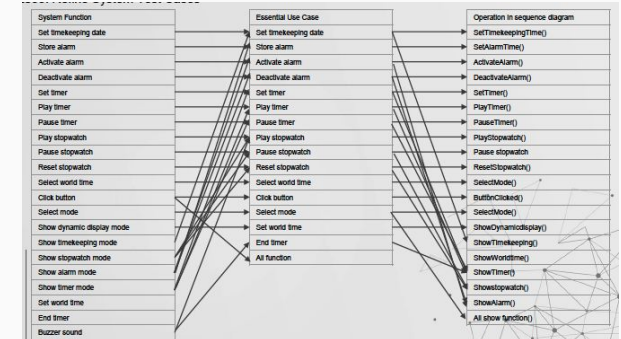 System Function
Set timekeeping date
Store alarm
Activate alarm
Deactivate alarm
Set timer
Play timer
Pause timer
Play stopwatch
Pause stopwatch
Reset stopwatch
Select world time
Click button
Select mode
Show dynamic display mode
Show timekeeping mode
Show stopwatch mode
Show alarm mode
Show timer mode
Set world time
End timer
Buzzer sound
Essential Use Case
Set timekeeping date
Store alarm
Activate alarm
Deactivate alarm
Set timer
Play timer
Pause timer
Play stopwatch
Pause stopwatch
Reset stopwatch
Select world time
Click button
Select mode
Set world time
End timer
All function
Operation in sequence diagram
SetTimekeepingTime()
SetAlarmTime()
ActivateAlarm()
DeactivateAlarm()
SetTimer()
PlayTimer()
PauseTimer()
PlayStopwatch()
Pause stopwatch
ResetStopwatch()
SelectMode()
ButtonClicked()
SelectMode()
ShowDynamicdisplay()
ShowTimekeeping()
ShowWorldtime()
ShowTimer()
Showstopwatch()
ShowAlarm()
All show function()